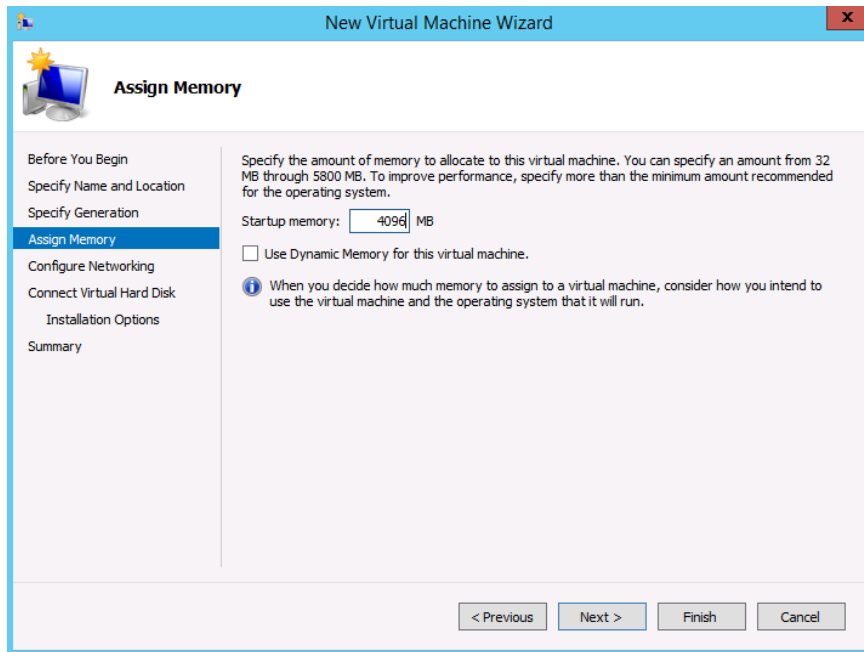 New Virtual Machine Wizard
x
Assign Memory
Before You Begin
Specify Name and Location
Specify Generation
Assign Memory
Configure Networking
Connect Virtual Hard Disk
Installation Options
Summary
Specify the amount of memory to allocate to this virtual machine. You can specify an amount from 32
MB through 5800 MB. To improve performance, specify more than the minimum amount recommended
for the operating system.
Startup memory: 4096 MB
Use Dynamic Memory for this virtual machine.
When you decide how much memory to assign to a virtual machine, consider how you intend to
use the virtual machine and the operating system that it will run.
< Previous Next > Finish Cancel